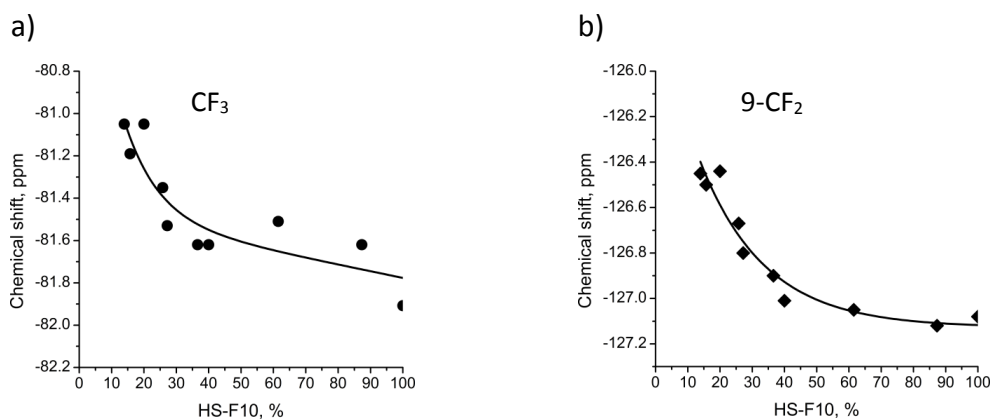 a)
CF3
-80.8
-81.0
-81.2
-81.4
-81.6
-81.8
-82.0
-82.2
Chemical shift, ppm
0 10 20 30 40 50 60 70 80 90 100
HS-F10, %
b)
9-CF2
-126.0
-126.2
-126.4
-126.6
-126.8
-127.0
-127.2
Chemical shift, ppm
0 10 20 30 40 50 60 70 80 90 100
HS-F10, %